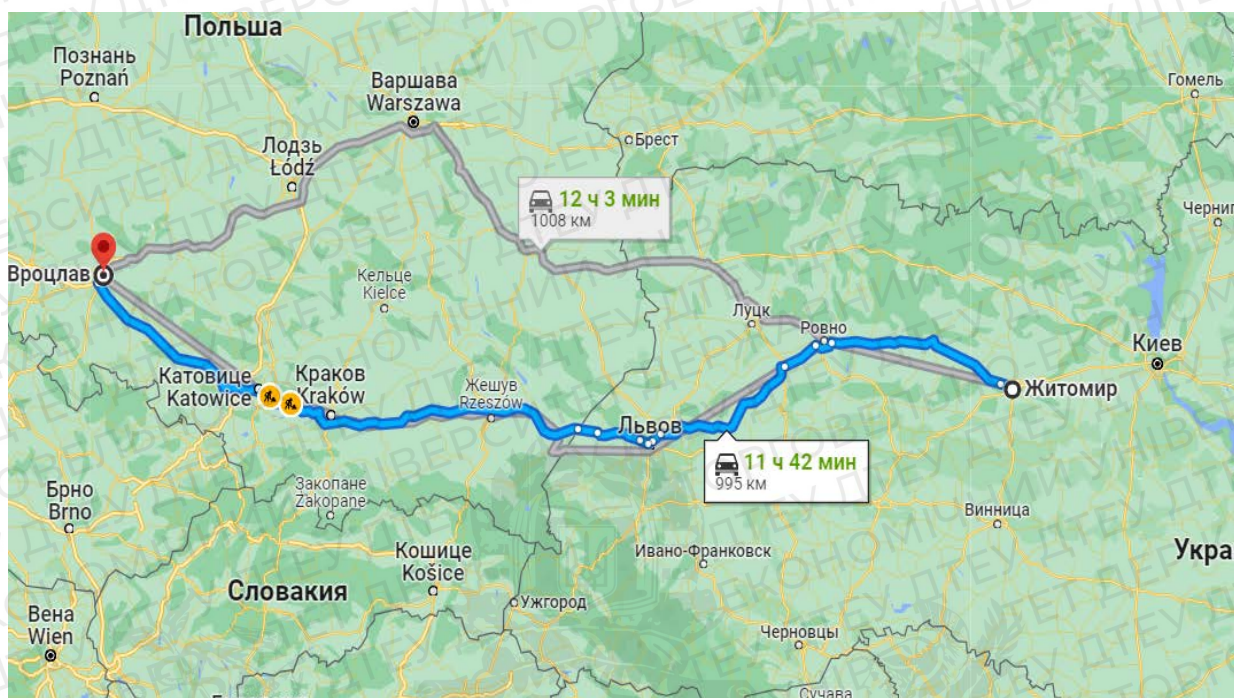 Польша
Познань
Poznań
Варшава
Warszawa
Гомель
Лодзь
Łódź
Брест
12 ч 3 мин
1008 км
Вроцлав
Кельце
Kielce
Луцк
Ровно
Киев
Катовице
Katowice
Краков
Kraków
Жешув
Rzeszów
Львов
Житомир
11 ч 42 мин
995 км
Брно
Brno
Закопане
Zakopane
Винница
Кошице
Košice
Ивано-Франковск
Укра
Словакия
Ужгород
Вена
Wien
Черновцы
Сучава